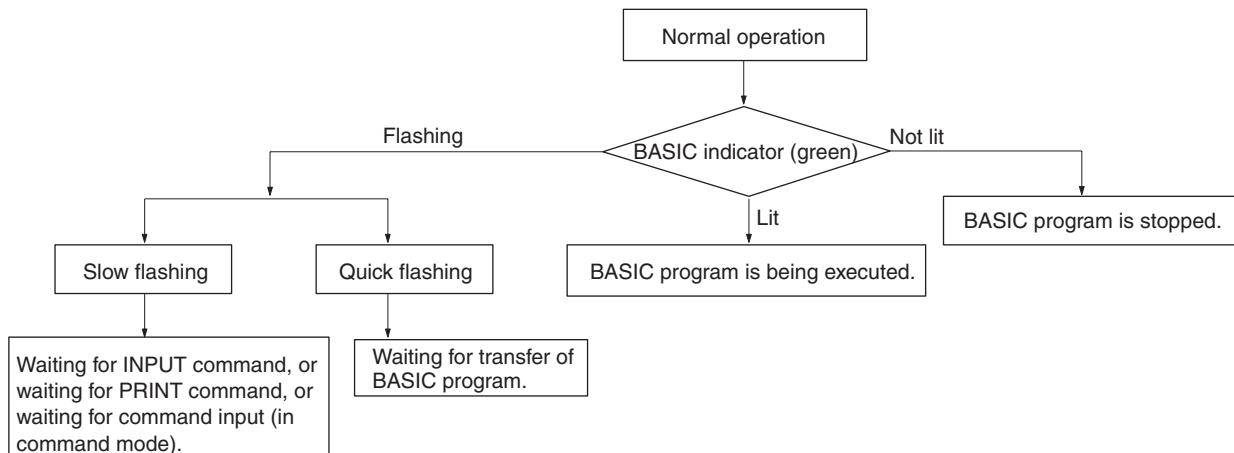 Normal operation
Flashing
BASIC indicator (green)
Not lit
Lit
BASIC program is stopped.
Slow flashing
Quick flashing
BASIC program is being executed.
Waiting for INPUT command, or
waiting for PRINT command, or
waiting for command input (in
command mode).
Waiting for transfer of
BASIC program.